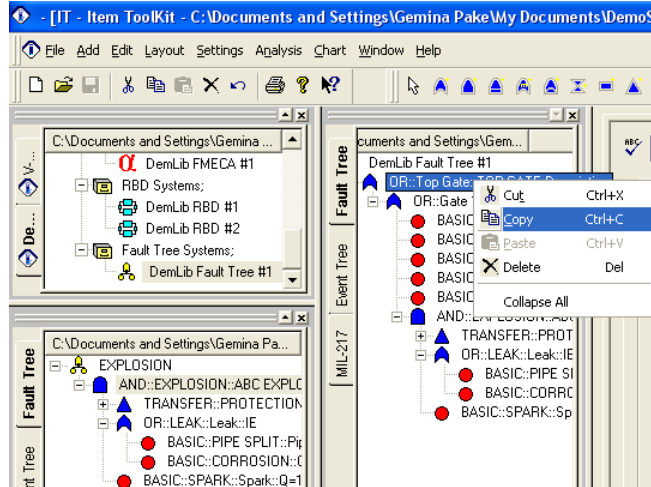 - [IT - Item ToolKit - C:\Documents and Settings\Gemina Pake\My Documents\DemoS
File Add Edit Layout Settings Analysis Chart Window Help
C:\Documents and Settings\Gemina ...
DemLib FMECA #1
RBD Systems;
DemLib RBD #1
DemLib RBD #2
Fault Tree Systems;
DemLib Fault Tree #1
V-...
De...
C:\Documents and Settings\Gemina Pa...
EXPLOSION
AND::EXPLOSION::ABC EXPLO
TRANSFER::PROTECTION
OR::LEAK::Leak::IE
BASIC::PIPE SPLIT::Pip
BASIC::CORROSION::C
BASIC::SPARK::Spark::Q=1
Fault Tree
nt Tree
cuments and Settings\Gem...
DemLib Fault Tree #1
OR::Top Gate::TOP GATE Descriptio
OR::Gate
BASIC
BASIC
BASIC
BASIC
BASIC
AND::EXPLOSION::ABC
TRANSFER::PROT
OR::LEAK::Leak::IE
BASIC::PIPE SI
BASIC::CORRC
BASIC::SPARK::Sp
Fault Tree
Event Tree
MIL-217
Cut Ctrl+X
Copy Ctrl+C
Paste Ctrl+V
Delete Del
Collapse All
ABC